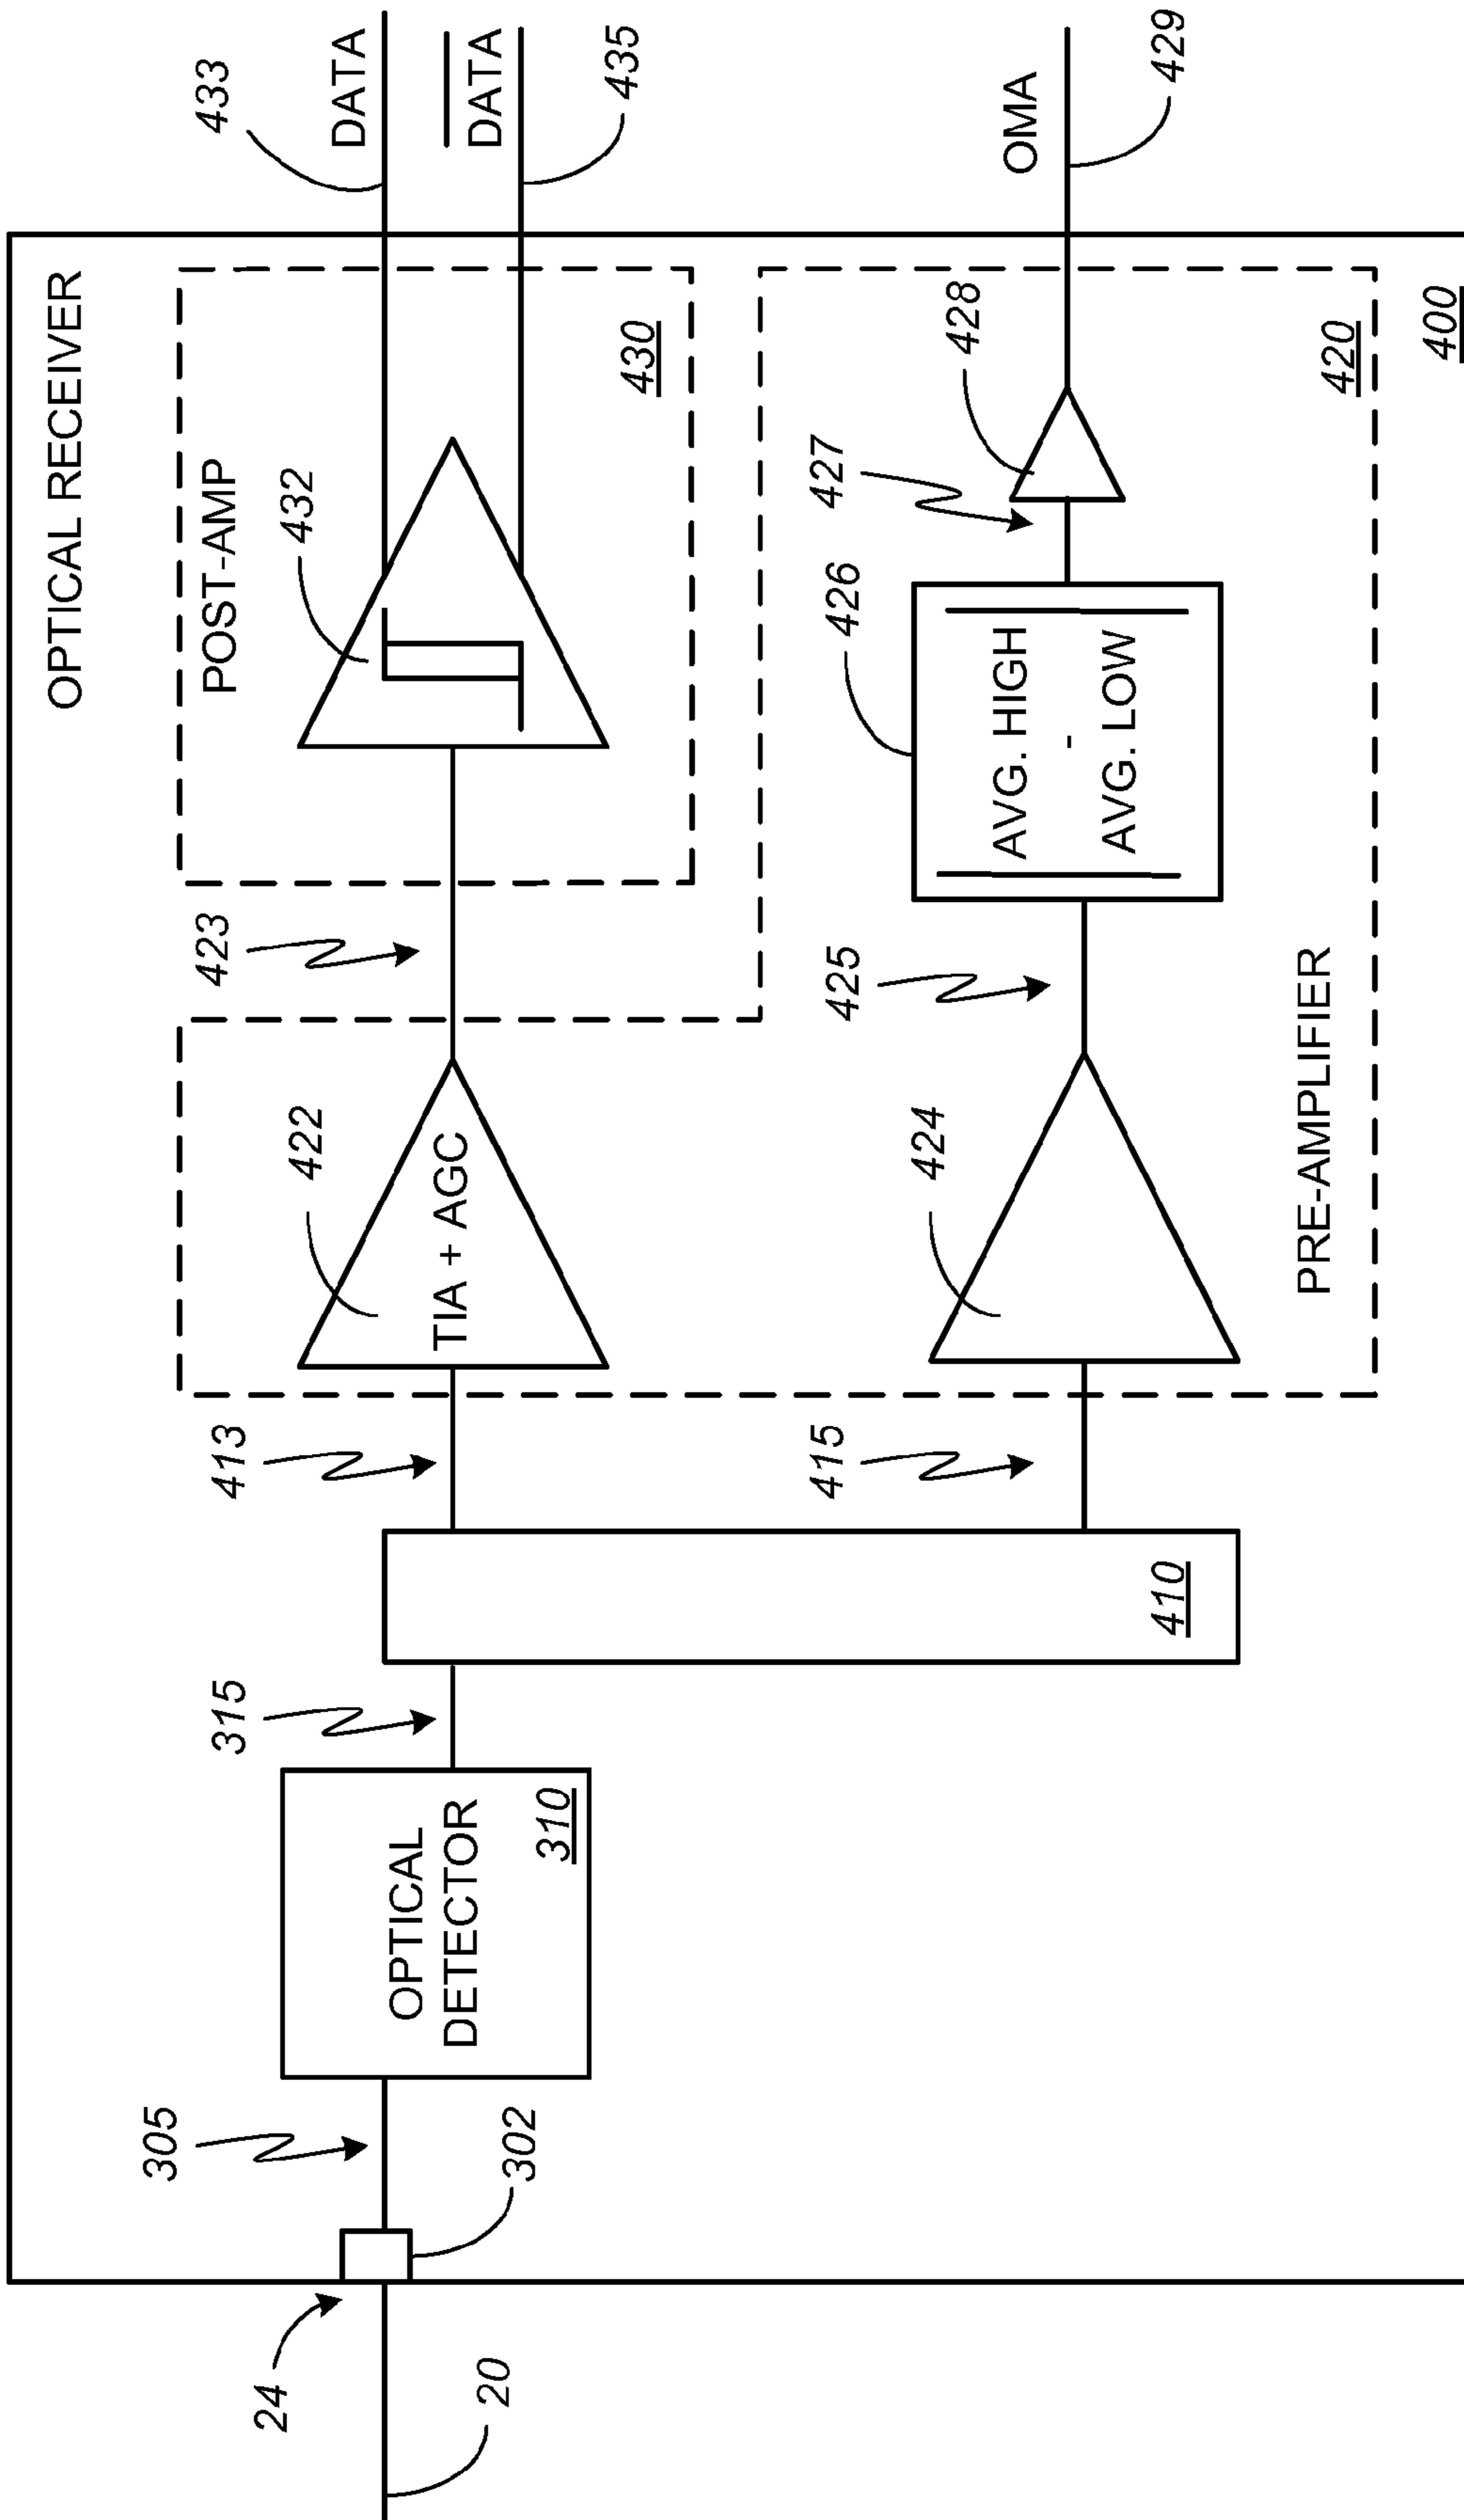 OPTICAL RECEIVER
POST-AMP
433
DATA
DATA
435
432
430
423
422
TIA + AGC
413
315
305
24
20
302
OPTICAL
DETECTOR
310
410
415
424
425
426
AVG. HIGH
-
AVG. LOW
427
428
OMA
429
PRE-AMPLIFIER
420
400